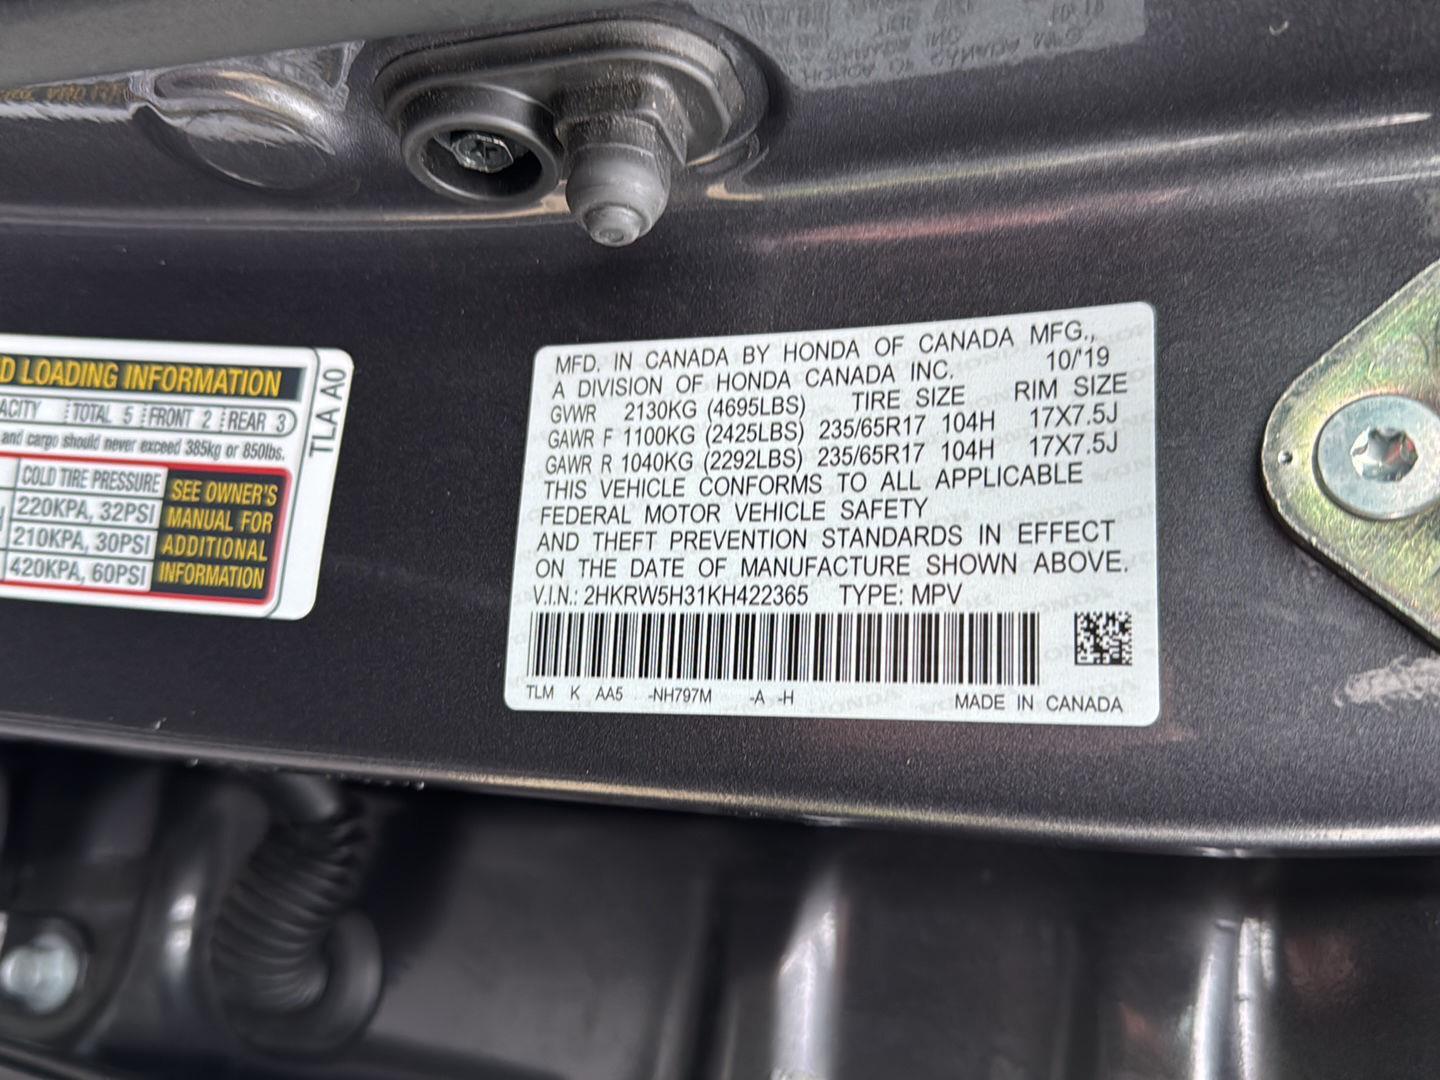 D LOADING INFORMATION
ACITY TOTAL 5 FRONT 2 REAR 3
and cargo should never exceed 385kg or 850lbs.
COLD TIRE PRESSURE
220KPA, 32PSI
210KPA, 30PSI
420KPA, 60PSI
SEE OWNER'S
MANUAL FOR
ADDITIONAL
INFORMATION
TLA A0
MFD. IN CANADA BY HONDA OF CANADA MFG.,
A DIVISION OF HONDA CANADA INC. 10/'19
GVWR 2130KG (4695LBS) TIRE SIZE RIM SIZE
GAWR F 1100KG (2425LBS) 235/65R17 104H 17X7.5J
GAWR R 1040KG (2292LBS) 235/65R17 104H 17X7.5J
THIS VEHICLE CONFORMS TO ALL APPLICABLE
FEDERAL MOTOR VEHICLE SAFETY
AND THEFT PREVENTION STANDARDS IN EFFECT
ON THE DATE OF MANUFACTURE SHOWN ABOVE.
V.I.N.: 2HKRW5H31KH422365 TYPE: MPV
TLM K AA5 -NH797M -A -H MADE IN CANADA